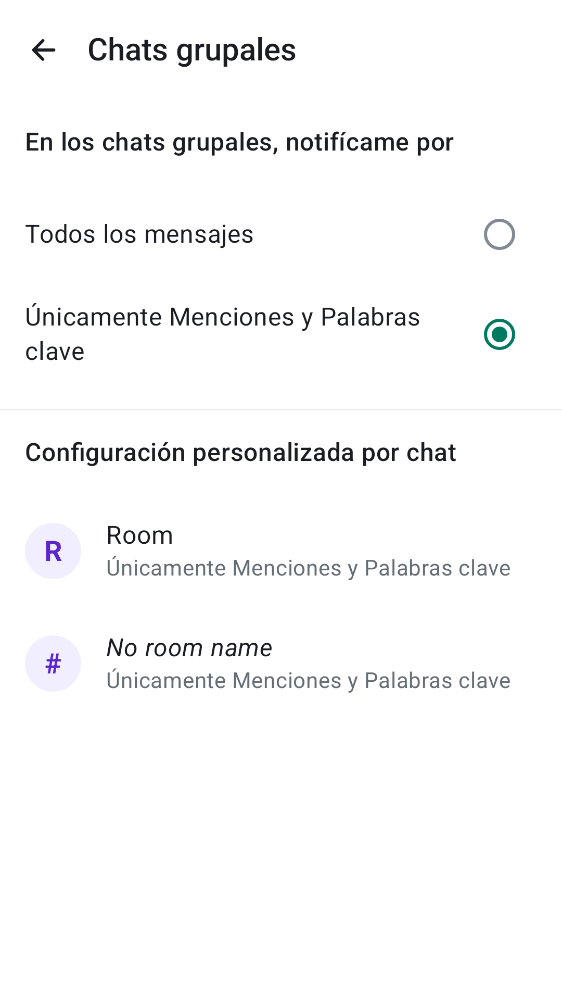 Chats grupales
En los chats grupales, notifícame por
Todos los mensajes
Únicamente Menciones y Palabras
clave
Configuración personalizada por chat
R
Room
Únicamente Menciones y Palabras clave
#
No room name
Únicamente Menciones y Palabras clave